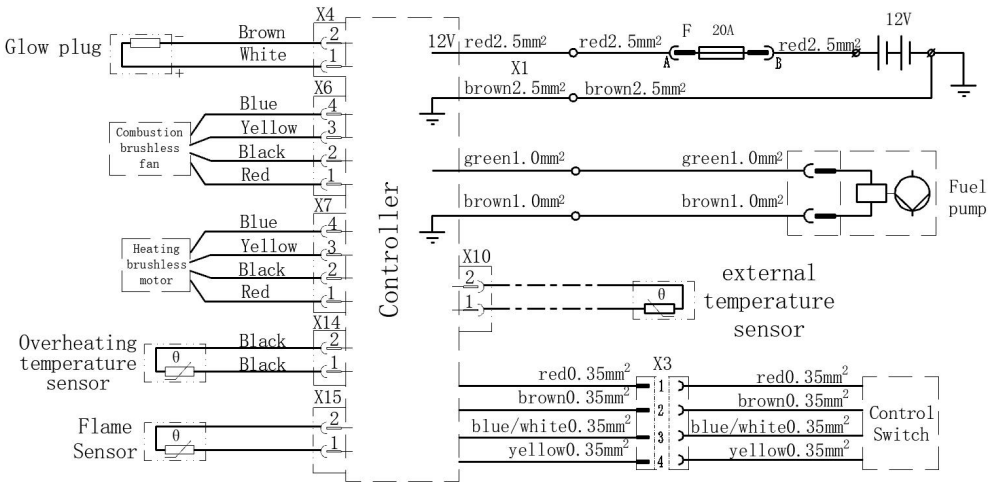 X4
Glow plug
Brown
2
White
1
+
12V
red2.5mm²
red2.5mm²
F
20A
A
B
red2.5mm²
12V
X1
brown2.5mm²
brown2.5mm²
X6
Combustion
brushless
fan
Blue
4
Yellow
3
Black
2
Red
1
green1.0mm²
green1.0mm²
brown1.0mm²
brown1.0mm²
Fuel
pump
Controller
X7
Heating
brushless
motor
Blue
4
Yellow
3
Black
2
Red
1
X10
2
1
θ
external
temperature
sensor
X14
Overheating
temperature
sensor
θ
Black
2
Black
1
X15
Flame
Sensor
θ
2
1
X3
red0.35mm²
1
red0.35mm²
brown0.35mm²
2
brown0.35mm²
blue/white0.35mm²
3
blue/white0.35mm²
yellow0.35mm²
4
yellow0.35mm²
Control
Switch